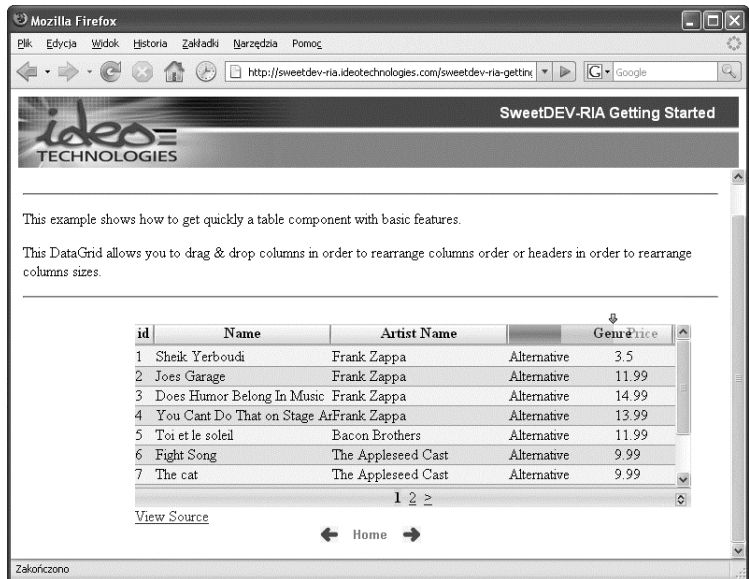 Mozilla Firefox
Plik Edycja Widok Historia Zakładki Narzędzia Pomoc
http://sweetdev-ria.ideotechnologies.com/sweetdev-ria-getting G Google
SweetDEV-RIA Getting Started
ideo
TECHNOLOGIES
This example shows how to get quickly a table component with basic features.
This DataGrid allows you to drag & drop columns in order to rearrange columns order or headers in order to rearrange
columns sizes.
id Name Artist Name Genre Price
1 Sheik Yerboudi Frank Zappa Alternative 3.5
2 Joes Garage Frank Zappa Alternative 11.99
3 Does Humor Belong In Music Frank Zappa Alternative 14.99
4 You Cant Do That on Stage An Frank Zappa Alternative 13.99
5 Toi et le soleil Bacon Brothers Alternative 11.99
6 Fight Song The Appleseed Cast Alternative 9.99
7 The cat The Appleseed Cast Alternative 9.99
1 2 >
View Source
Home
Zakończono